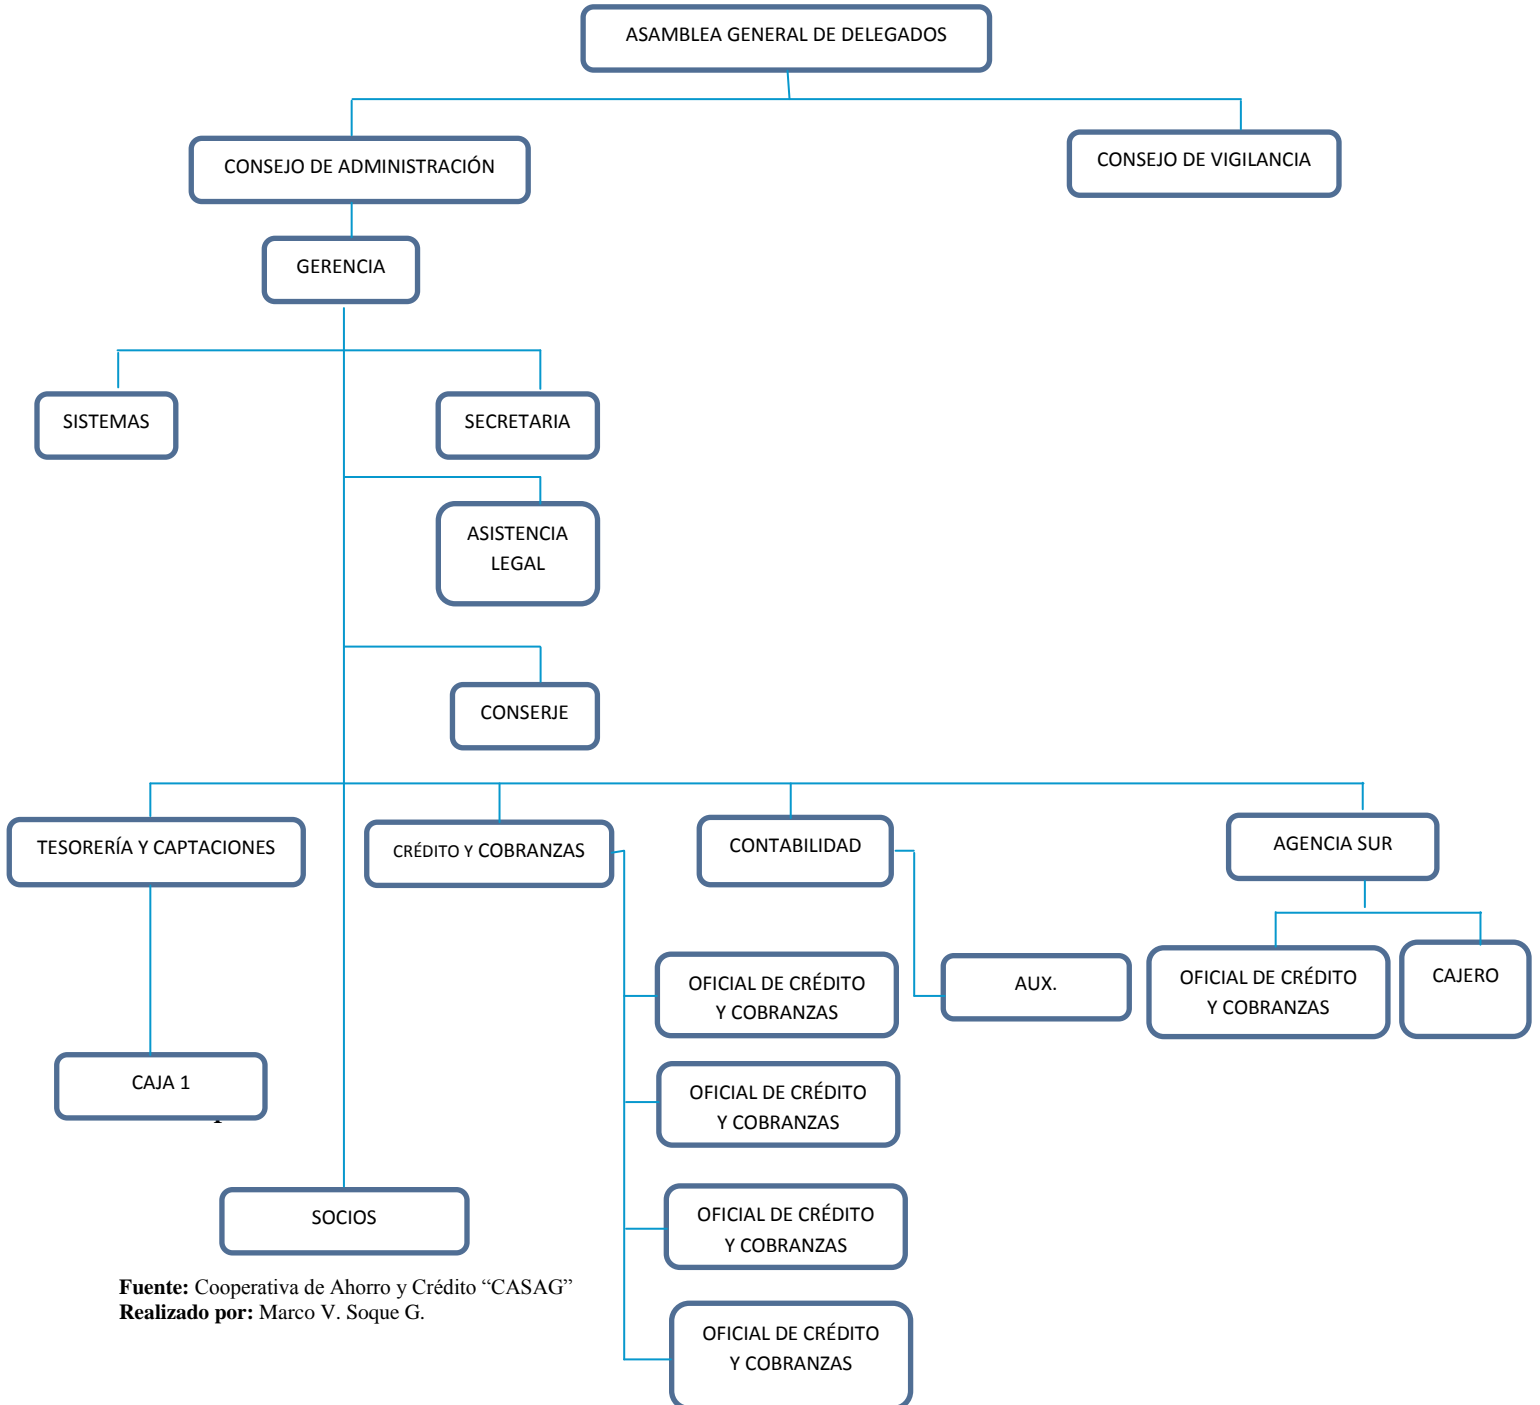 ASAMBLEA GENERAL DE DELEGADOS
CONSEJO DE ADMINISTRACIÓN
CONSEJO DE VIGILANCIA
GERENCIA
SISTEMAS
SECRETARIA
ASISTENCIA
LEGAL
CONSERJE
TESORERÍA Y CAPTACIONES
CRÉDITO Y COBRANZAS
CONTABILIDAD
AGENCIA SUR
OFICIAL DE CRÉDITO
Y COBRANZAS
AUX.
OFICIAL DE CRÉDITO
Y COBRANZAS
CAJERO
CAJA 1
OFICIAL DE CRÉDITO
Y COBRANZAS
SOCIOS
OFICIAL DE CRÉDITO
Y COBRANZAS
OFICIAL DE CRÉDITO
Y COBRANZAS
Fuente: Cooperativa de Ahorro y Crédito “CASAG”
Realizado por: Marco V. Soque G.